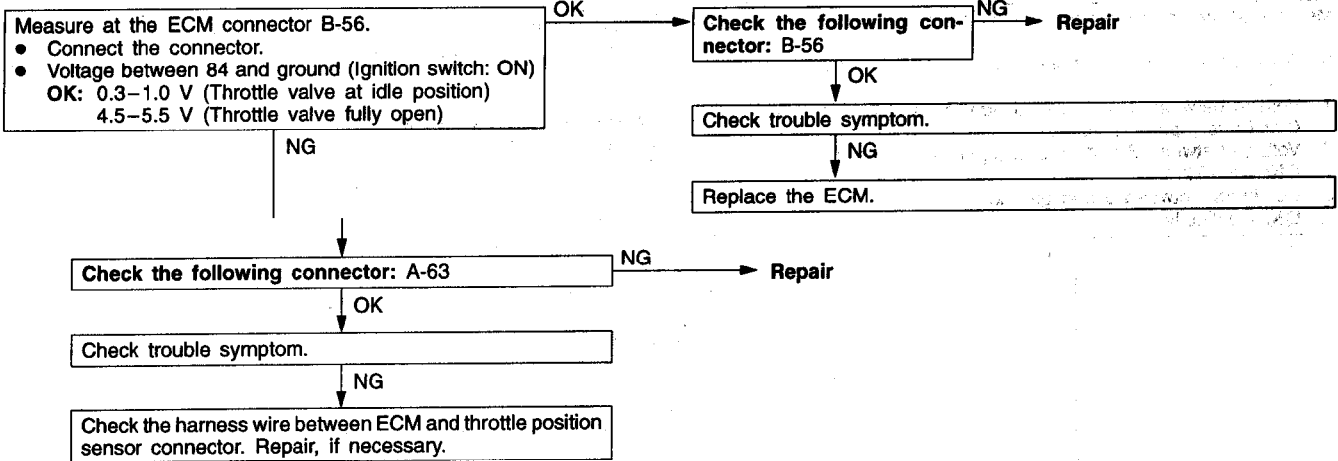 Measure at the ECM connector B-56.
● Connect the connector.
● Voltage between 84 and ground (Ignition switch: ON)
OK: 0.3–1.0 V (Throttle valve at idle position)
4.5–5.5 V (Throttle valve fully open)
OK
Check the following con-
nector: B-56
NG
Repair
OK
Check trouble symptom.
NG
Replace the ECM.
NG
Check the following connector: A-63
NG
Repair
OK
Check trouble symptom.
NG
Check the harness wire between ECM and throttle position
sensor connector. Repair, if necessary.